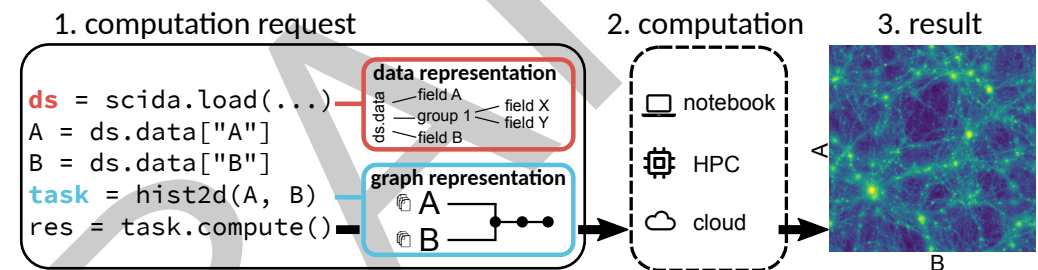 1. computation request
2. computation
3. result
ds = scida.load(...)
A = ds.data["A"]
B = ds.data["B"]
task = hist2d(A, B)
res = task.compute()
data representation
ds.data
field A
group 1
field B
field X
field Y
graph representation
A
B
notebook
HPC
cloud
A
B